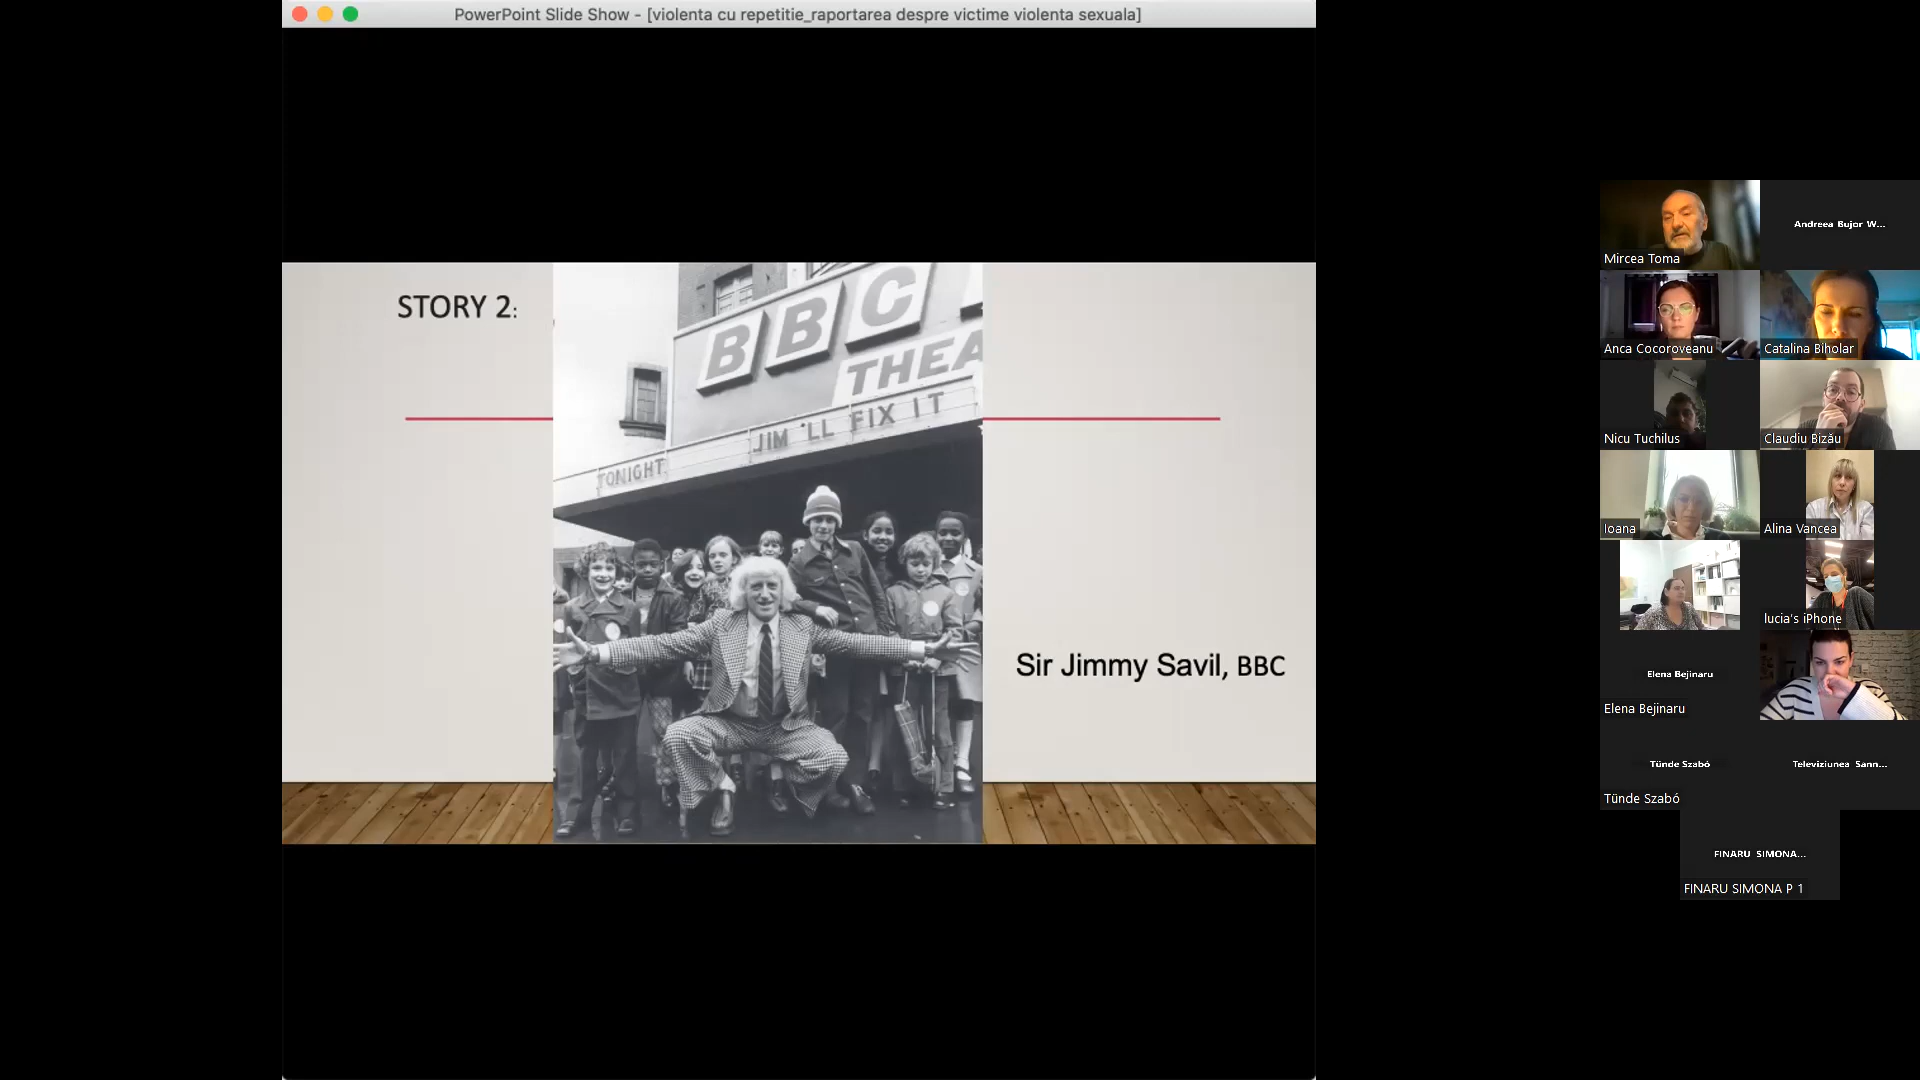 PowerPoint Slide Show - [violenta cu repetitie_raportarea despre victime violenta sexuala]
STORY 2:
BBC
THEA
JIM 'LL FIX IT
TONIGHT
Sir Jimmy Savil, BBC
Mircea Toma
Andreea Bujor W...
Anca Cocoroveanu
Catalina Biholar
Nicu Tuchilus
Claudiu Bizău
Ioana
Alina Vancea
lucia's iPhone
Elena Bejinaru
Elena Bejinaru
Tünde Szabó
Televiziunea Sann...
Tünde Szabó
FINARU SIMONA...
FINARU SIMONA P 1